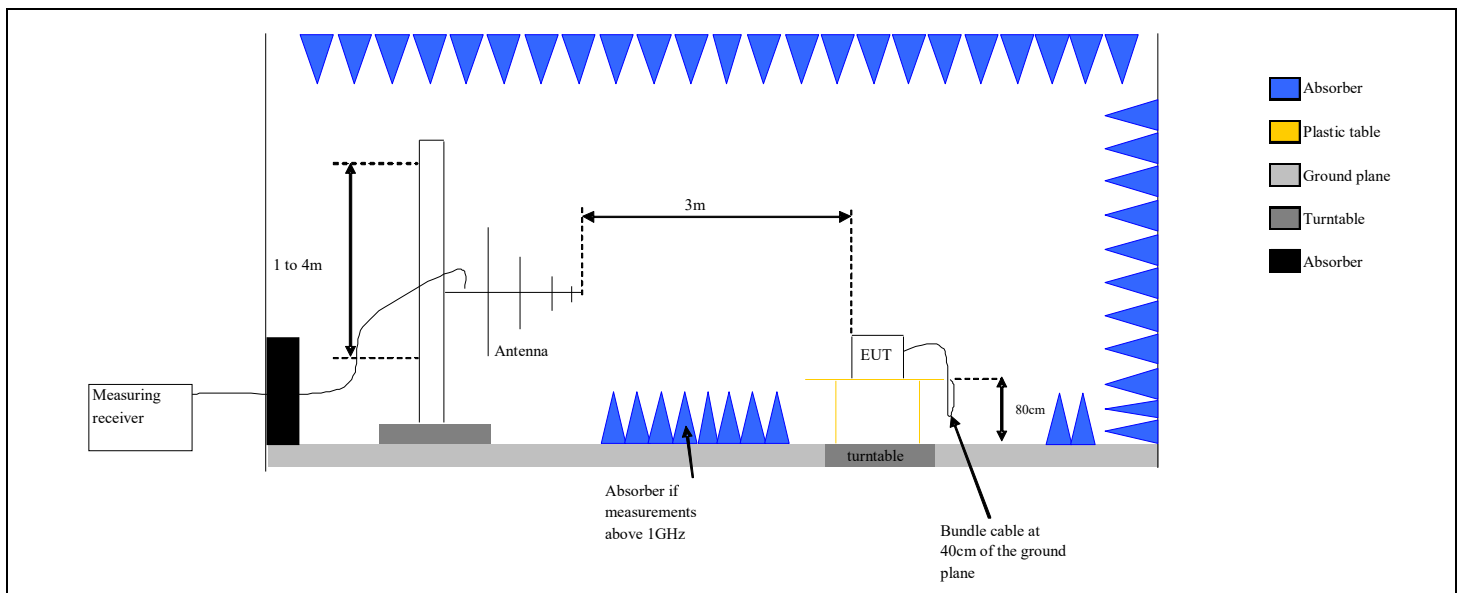 Absorber
Plastic table
Ground plane
Turntable
Absorber
3m
1 to 4m
Antenna
EUT
Measuring
receiver
80cm
turntable
Absorber if
measurements
above 1GHz
Bundle cable at
40cm of the ground
plane